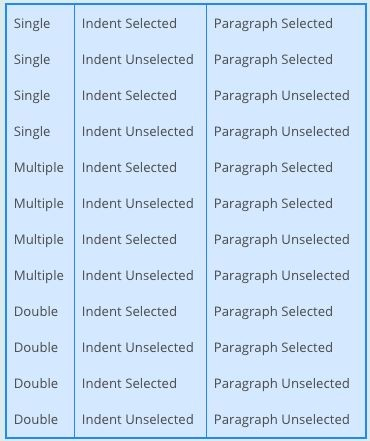 Single Indent Selected Paragraph Selected
Single Indent Unselected Paragraph Selected
Single Indent Selected Paragraph Unselected
Single Indent Unselected Paragraph Unselected
Multiple Indent Selected Paragraph Selected
Multiple Indent Unselected Paragraph Selected
Multiple Indent Selected Paragraph Unselected
Multiple Indent Unselected Paragraph Unselected
Double Indent Selected Paragraph Selected
Double Indent Unselected Paragraph Selected
Double Indent Selected Paragraph Unselected
Double Indent Unselected Paragraph Unselected